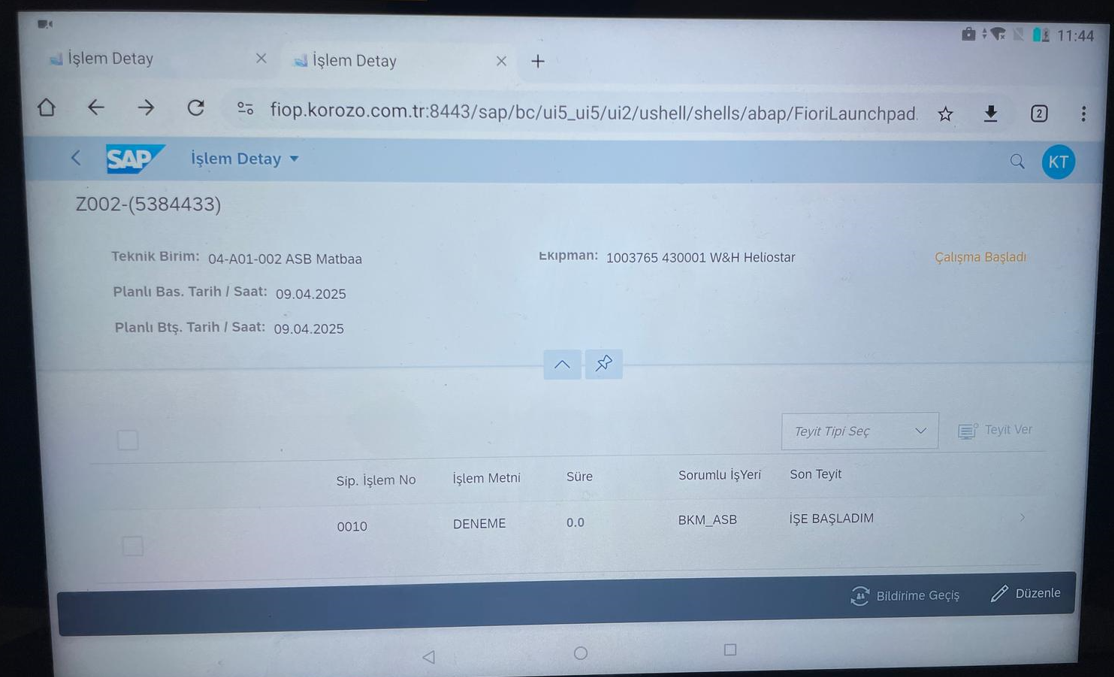 11:44
İşlem Detay
İşlem Detay
fiop.korozo.com.tr:8443/sap/bc/ui5_ui5/ui2/ushell/shells/abap/FioriLaunchpad.
2
SAP İşlem Detay
KT
Z002-(5384433)
Teknik Birim: 04-A01-002 ASB Matbaa
Ekipman: 1003765 430001 W&H Heliostar
Çalışma Başladı
Planlı Bas. Tarih / Saat: 09.04.2025
Planlı Btş. Tarih / Saat: 09.04.2025
Teyit Tipi Seç
Teyit Ver
Sip. İşlem No İşlem Metni Süre Sorumlu İşYeri Son Teyit
0010 DENEME 0.0 BKM_ASB İŞE BAŞLADIM
Bildirime Geçiş Düzenle